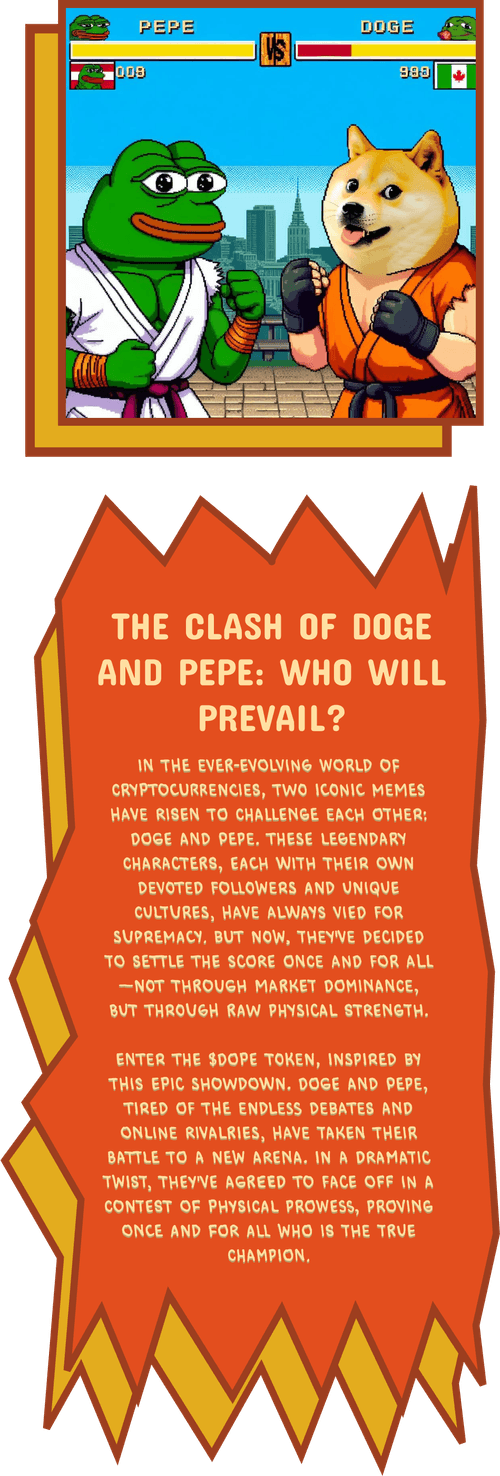 PEPE DOGE
VS
009 989
THE CLASH OF DOGE
AND PEPE: WHO WILL
PREVAIL?
IN THE EVER-EVOLVING WORLD OF
CRYPTOCURRENCIES, TWO ICONIC MEMES
HAVE RISEN TO CHALLENGE EACH OTHER:
DOGE AND PEPE. THESE LEGENDARY
CHARACTERS, EACH WITH THEIR OWN
DEVOTED FOLLOWERS AND UNIQUE
CULTURES, HAVE ALWAYS VIED FOR
SUPREMACY. BUT NOW, THEY'VE DECIDED
TO SETTLE THE SCORE ONCE AND FOR ALL
—NOT THROUGH MARKET DOMINANCE,
BUT THROUGH RAW PHYSICAL STRENGTH.
ENTER THE $DOPE TOKEN, INSPIRED BY
THIS EPIC SHOWDOWN. DOGE AND PEPE,
TIRED OF THE ENDLESS DEBATES AND
ONLINE RIVALRIES, HAVE TAKEN THEIR
BATTLE TO A NEW ARENA. IN A DRAMATIC
TWIST, THEY'VE AGREED TO FACE OFF IN A
CONTEST OF PHYSICAL PROWESS, PROVING
ONCE AND FOR ALL WHO IS THE TRUE
CHAMPION.